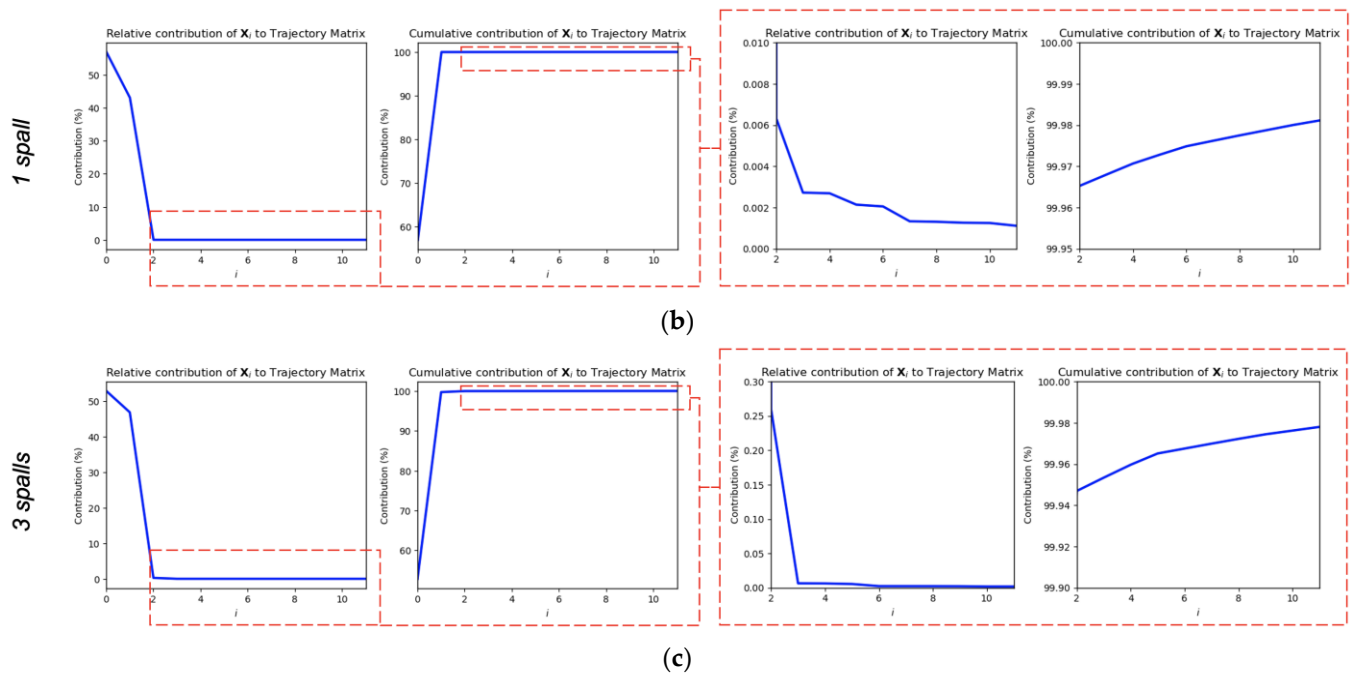 1 spall
Relative contribution of Xi to Trajectory Matrix
Contribution (%)
50
40
30
20
10
0
0 2 4 6 8 10
i
Cumulative contribution of Xi to Trajectory Matrix
Contribution (%)
100
90
80
70
60
0 2 4 6 8 10
i
Relative contribution of Xi to Trajectory Matrix
Contribution (%)
0.010
0.008
0.006
0.004
0.002
0.000
2 4 6 8 10
i
Cumulative contribution of Xi to Trajectory Matrix
Contribution (%)
100.00
99.99
99.98
99.97
99.96
99.95
2 4 6 8 10
i
(b)
3 spalls
Relative contribution of Xi to Trajectory Matrix
Contribution (%)
50
40
30
20
10
0
0 2 4 6 8 10
i
Cumulative contribution of Xi to Trajectory Matrix
Contribution (%)
100
90
80
70
60
0 2 4 6 8 10
i
Relative contribution of Xi to Trajectory Matrix
Contribution (%)
0.30
0.25
0.20
0.15
0.10
0.05
0.00
2 4 6 8 10
i
Cumulative contribution of Xi to Trajectory Matrix
Contribution (%)
100.00
99.98
99.96
99.94
99.92
99.90
2 4 6 8 10
i
(c)